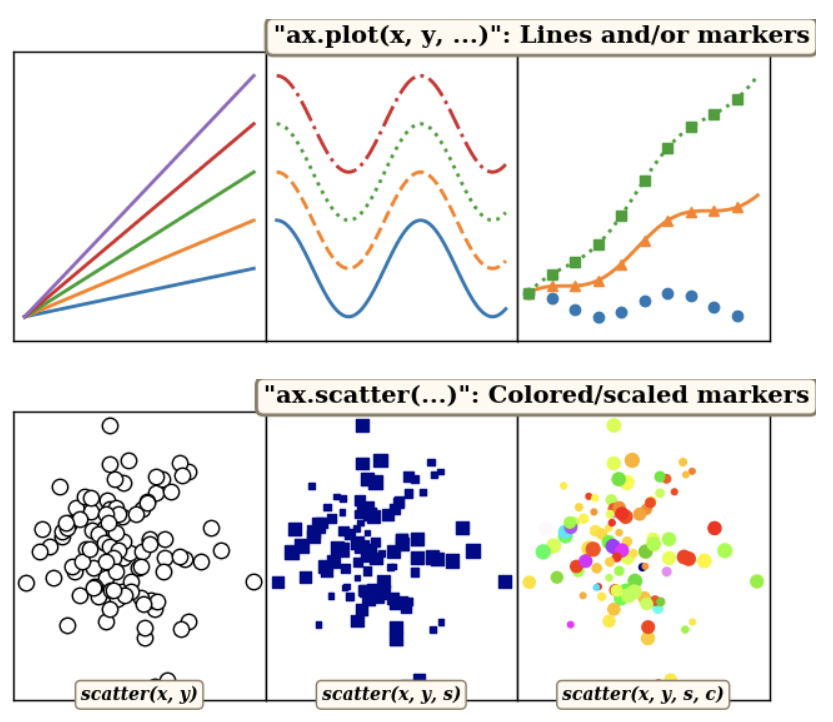 "ax.plot(x, y, ...)": Lines and/or markers
"ax.scatter(...)": Colored/scaled markers
scatter(x, y)
scatter(x, y, s)
scatter(x, y, s, c)